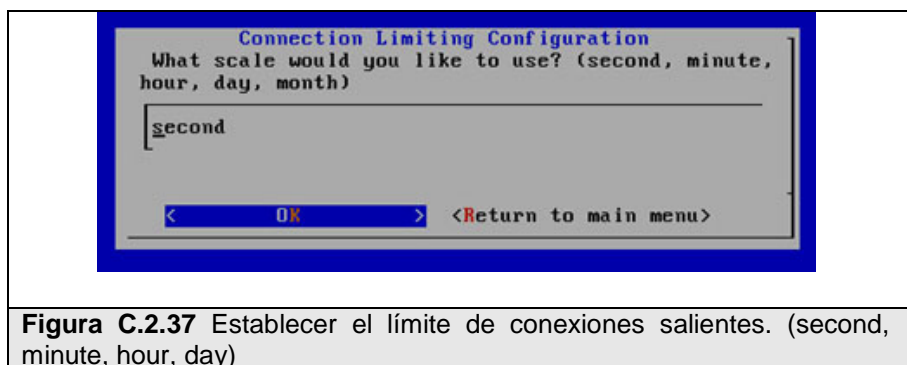 Connection Limiting Configuration
What scale would you like to use? (second, minute,
hour, day, month)
second
< OK > <Return to main menu>
Figura C.2.37 Establecer el límite de conexiones salientes. (second,
minute, hour, day)